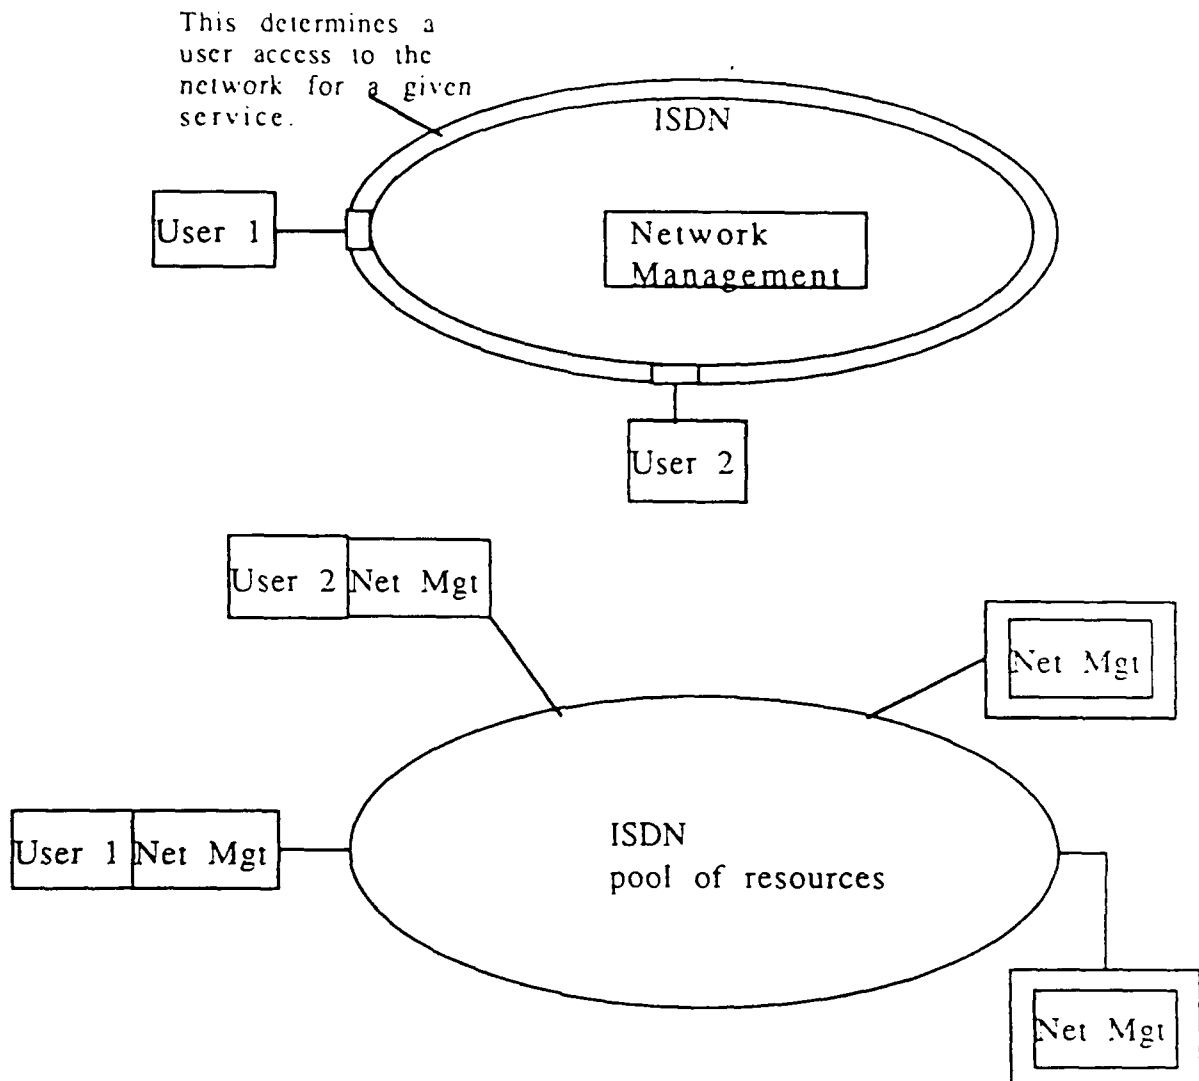 This determines a
user access to the
network for a given
service.
ISDN
User 1
Network
Management
User 2
User 2 Net Mgt
Net Mgt
User 1 Net Mgt
ISDN
pool of resources
Net Mgt